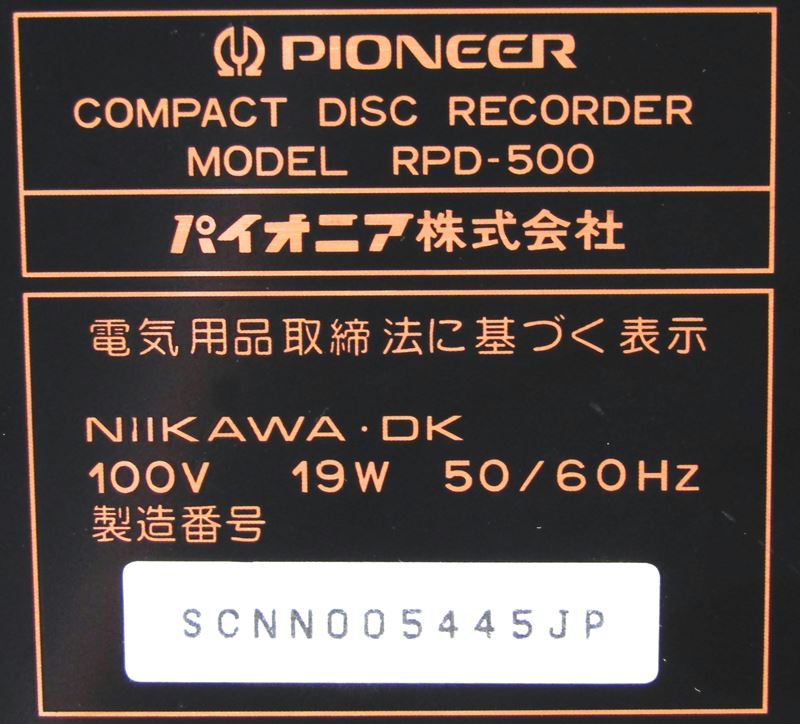 PIONEER
COMPACT DISC RECORDER
MODEL RPD-500
パイオニア株式会社
電気用品取締法に基づく表示
NIIKAWA・DK
100V 19W 50/60Hz
製造番号
SCNN005445JP